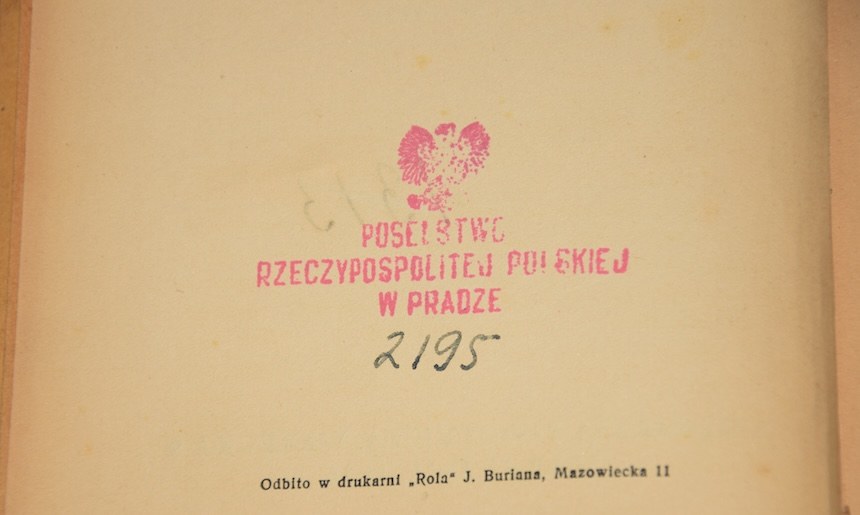 POSELSTWO
RZECZYPOSPOLITEJ POLSKIEJ
W PRADZE
2195
Odbito w drukarni „Rola“ J. Buriana, Mazowiecka 11